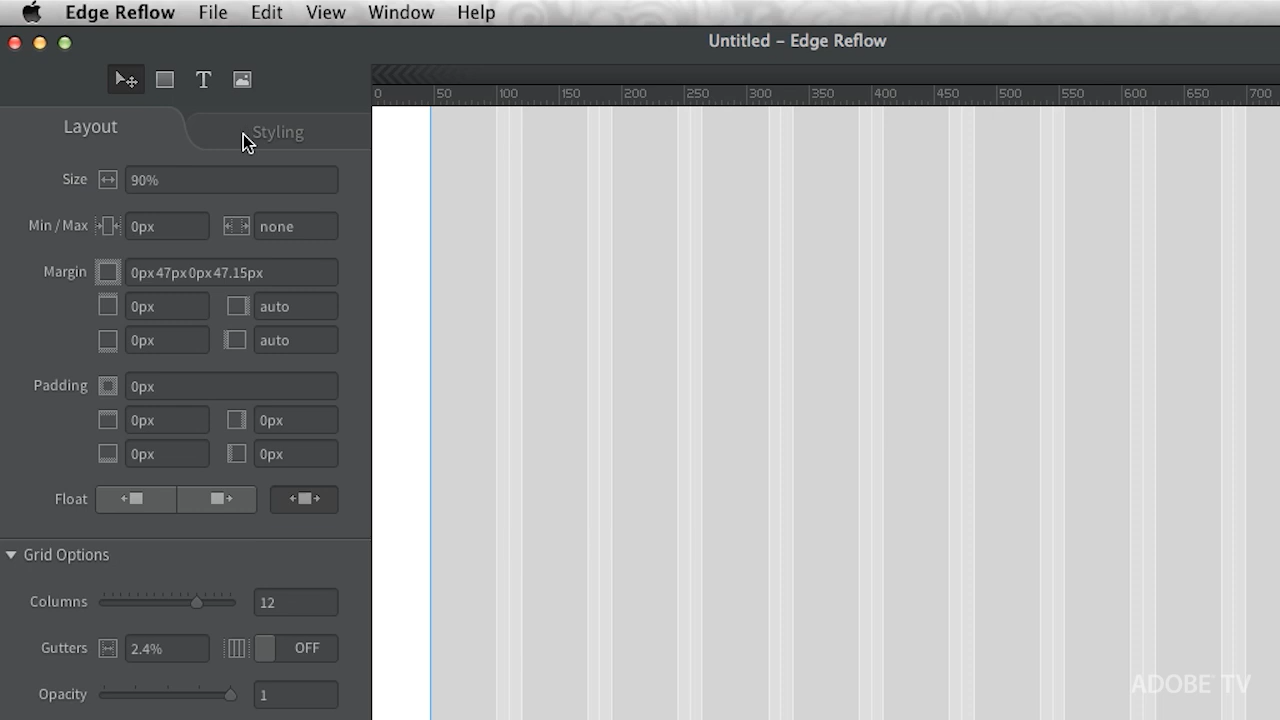 Edge Reflow File Edit View Window Help
Untitled – Edge Reflow
T
0 50 100 150 200 250 300 350 400 450 500 550 600 650 700
Layout Styling
Size 90%
Min / Max 0px none
Margin 0px 47px 0px 47.15px
0px auto
0px auto
Padding 0px
0px 0px
0px 0px
Float
Grid Options
Columns 12
Gutters 2.4% OFF
Opacity 1
ADOBE TV